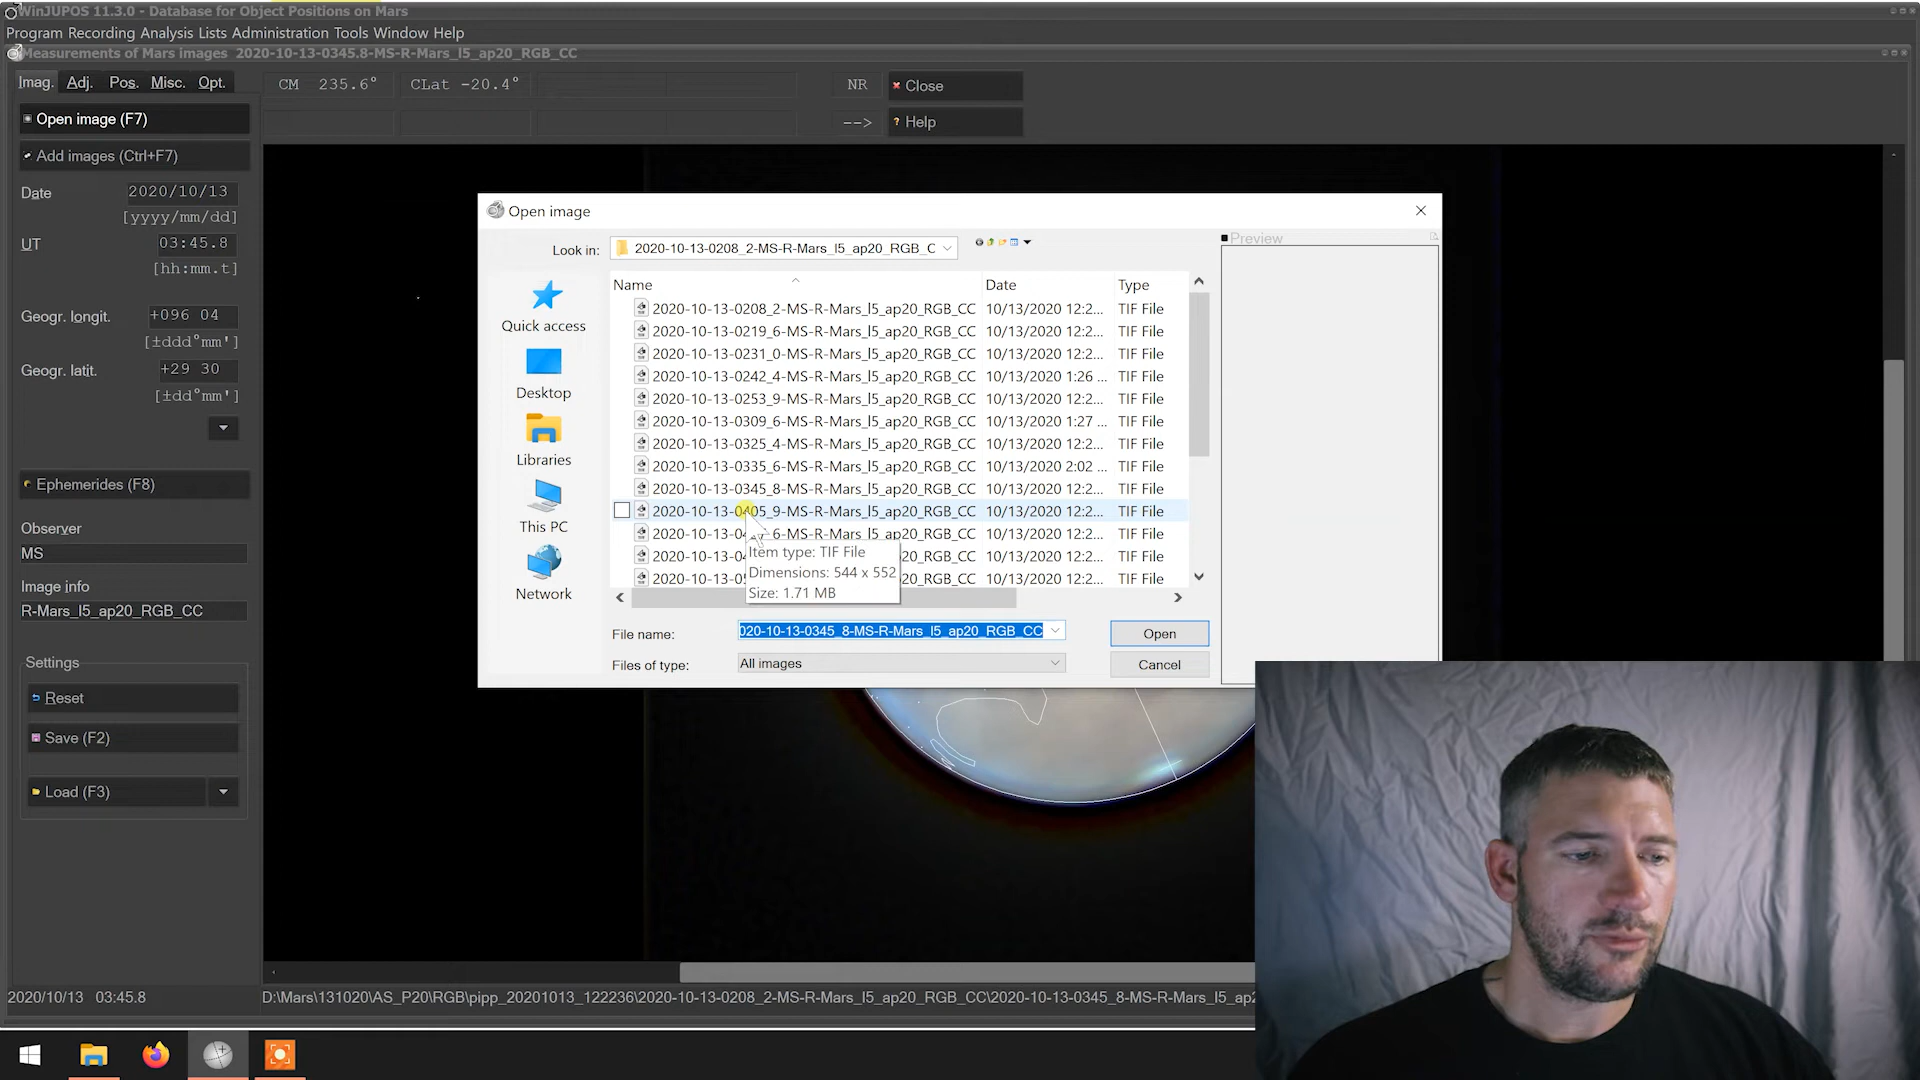 WinJUPOS 11.3.0 - Database for Object Positions on Mars
Program Recording Analysis Lists Administration Tools Window Help
Measurements of Mars images 2020-10-13-0345.8-MS-R-Mars_l5_ap20_RGB_CC
Imag. Adj. Pos. Misc. Opt.
CM 235.6° CLat -20.4°
NR
Close
Open image (F7)
--> ? Help
Add images (Ctrl+F7)
Date 2020/10/13
[yyyy/mm/dd]
UT 03:45.8
[hh:mm.t]
Geogr. longit. +096 04
[±ddd°mm']
Geogr. latit. +29 30
[±dd°mm']
Ephemerides (F8)
Observer
MS
Image info
R-Mars_l5_ap20_RGB_CC
Settings
Reset
Save (F2)
Load (F3)
Open image
Look in: 2020-10-13-0208_2-MS-R-Mars_l5_ap20_RGB_C
Preview
Quick access
Desktop
Libraries
This PC
Network
Name Date Type
2020-10-13-0208_2-MS-R-Mars_l5_ap20_RGB_CC 10/13/2020 12:2... TIF File
2020-10-13-0219_6-MS-R-Mars_l5_ap20_RGB_CC 10/13/2020 12:2... TIF File
2020-10-13-0231_0-MS-R-Mars_l5_ap20_RGB_CC 10/13/2020 12:2... TIF File
2020-10-13-0242_4-MS-R-Mars_l5_ap20_RGB_CC 10/13/2020 1:26 ... TIF File
2020-10-13-0253_9-MS-R-Mars_l5_ap20_RGB_CC 10/13/2020 12:2... TIF File
2020-10-13-0309_6-MS-R-Mars_l5_ap20_RGB_CC 10/13/2020 1:27 ... TIF File
2020-10-13-0325_4-MS-R-Mars_l5_ap20_RGB_CC 10/13/2020 12:2... TIF File
2020-10-13-0335_6-MS-R-Mars_l5_ap20_RGB_CC 10/13/2020 2:02 ... TIF File
2020-10-13-0345_8-MS-R-Mars_l5_ap20_RGB_CC 10/13/2020 12:2... TIF File
2020-10-13-0405_9-MS-R-Mars_l5_ap20_RGB_CC 10/13/2020 12:2... TIF File
6-MS-R-Mars_l5_ap20_RGB_CC 10/13/2020 12:2... TIF File
_ap20_RGB_CC 10/13/2020 12:2... TIF File
_ap20_RGB_CC 10/13/2020 12:2... TIF File
Item type: TIF File
Dimensions: 544 x 552
Size: 1.71 MB
File name: 020-10-13-0345_8-MS-R-Mars_l5_ap20_RGB_CC
Open
Files of type: All images
Cancel
2020/10/13 03:45.8 D:\Mars\131020\AS_P20\RGB\pipp_20201013_122236\2020-10-13-0208_2-MS-R-Mars_l5_ap20_RGB_CC\2020-10-13-0345_8-MS-R-Mars_l5_ap2